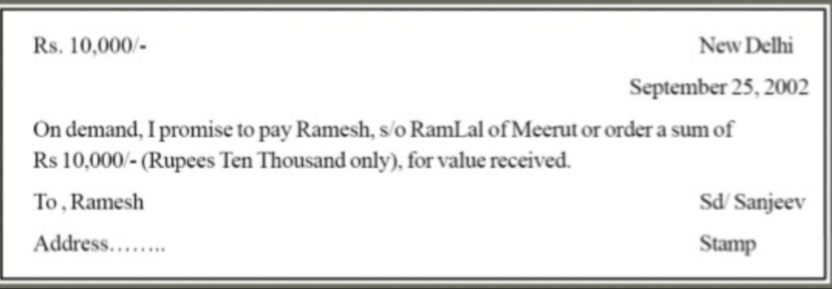 Rs. 10,000/- New Delhi
September 25, 2002
On demand, I promise to pay Ramesh, s/o RamLal of Meerut or order a sum of
Rs 10,000/- (Rupees Ten Thousand only), for value received.
To , Ramesh Sd/ Sanjeev
Address........ Stamp